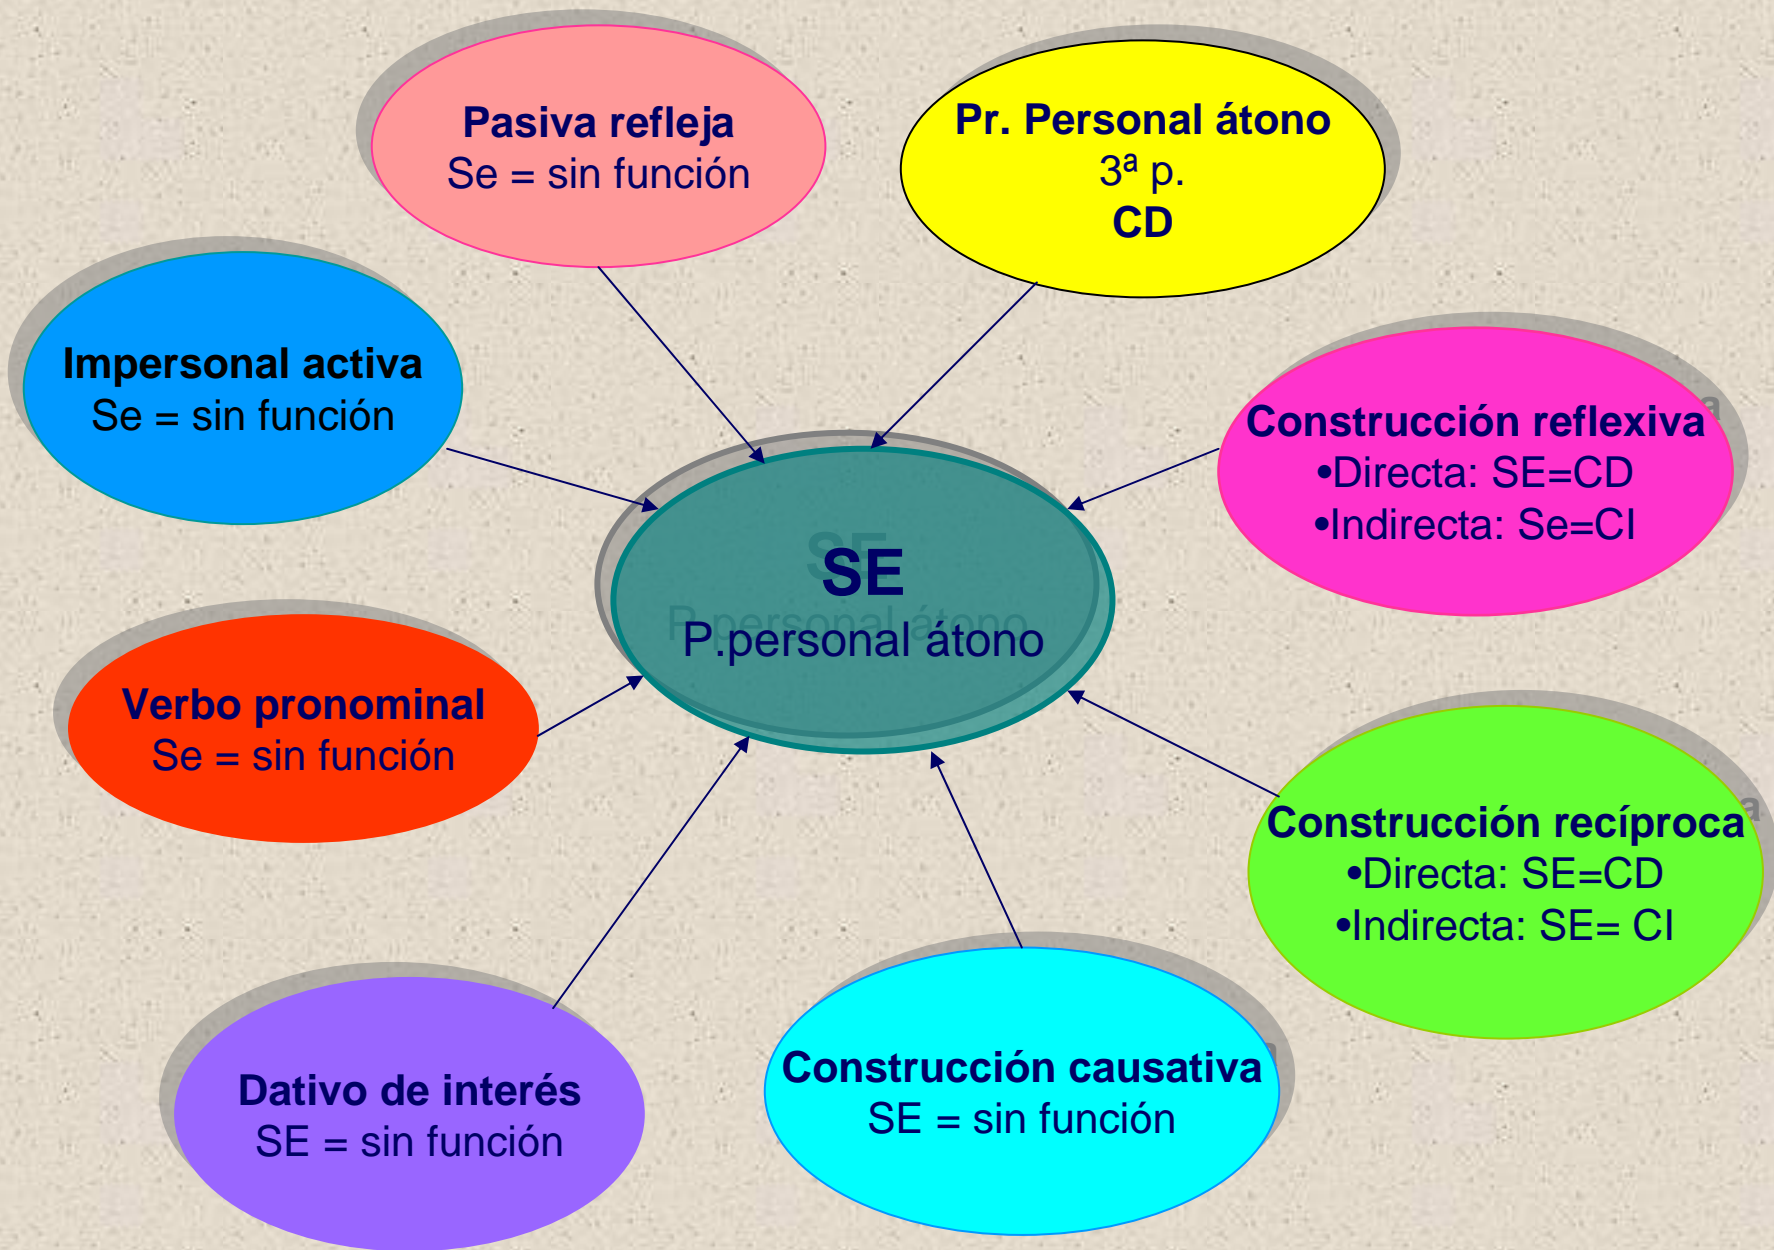 Pasiva refleja
Se = sin función
Pr. Personal átono
3ª p.
CD
Impersonal activa
Se = sin función
Construcción reflexiva
•Directa: SE=CD
•Indirecta: Se=CI
SE
P.personal átono
Verbo pronominal
Se = sin función
Construcción recíproca
•Directa: SE=CD
•Indirecta: SE= CI
Dativo de interés
SE = sin función
Construcción causativa
SE = sin función